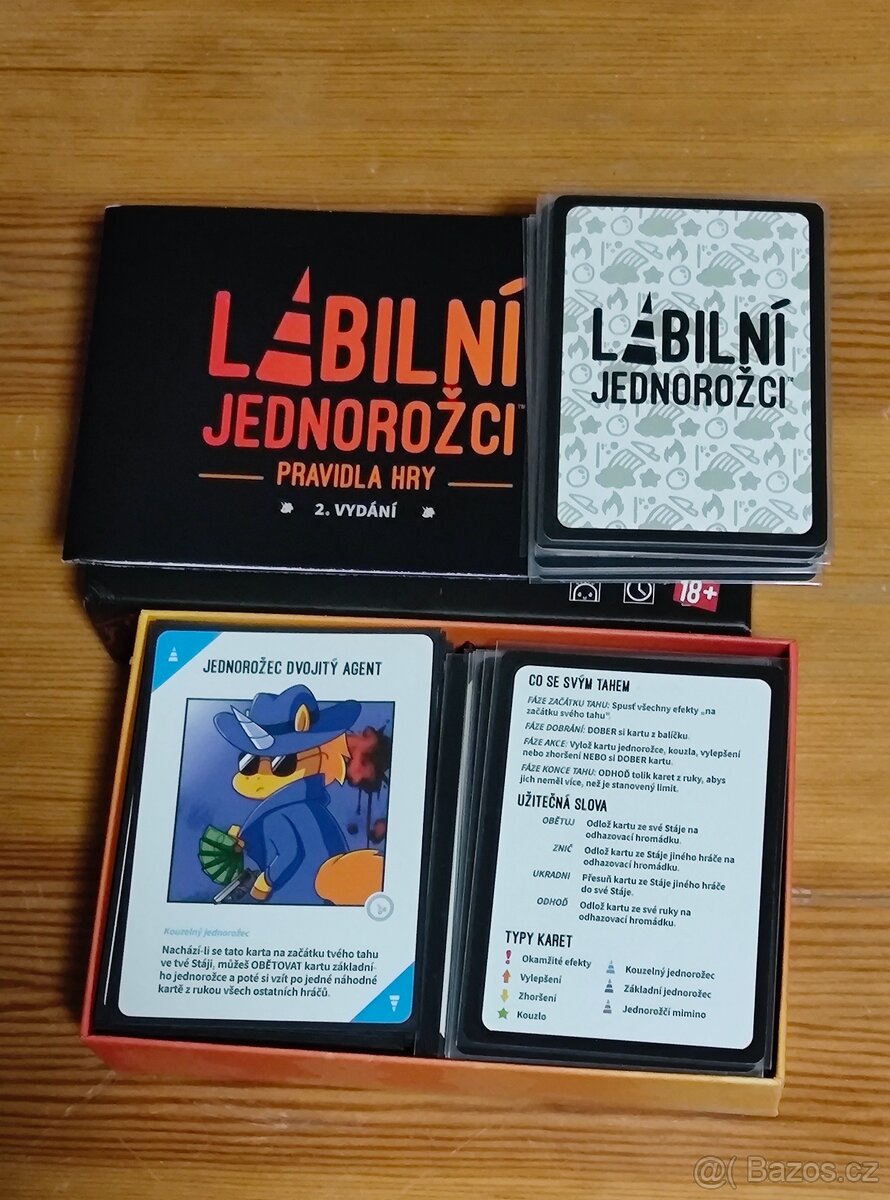 LABILNÍ
JEDNOROŽCI™
PRAVIDLA HRY
2. VYDÁNÍ
LABILNÍ
JEDNOROŽCI™
18+
JEDNOROŽEC DVOJITÝ AGENT
Kouzelný jednorožec
Nachází-li se tato karta na začátku tvého tahu
ve tvé Stáji, můžeš OBĚTOVAT kartu základní-
ho jednorožce a poté si vzít po jedné náhodné
kartě z rukou všech ostatních hráčů.
CO SE SVÝM TAHEM
FÁZE ZAČÁTKU TAHU: Spusť všechny efekty „na
začátku svého tahu“.
FÁZE DOBRÁNÍ: DOBER si kartu z balíčku.
FÁZE AKCE: Vylož kartu jednorožce, kouzla, vylepšení
nebo zhoršení NEBO si DOBER kartu.
FÁZE KONCE TAHU: ODHOĎ tolik karet z ruky, abys
jich neměl více, než je stanovený limit.
UŽITEČNÁ SLOVA
OBĚTUJ Odlož kartu ze své Stáje na
odhazovací hromádku.
ZNIČ Odlož kartu ze Stáje jiného hráče na
odhazovací hromádku.
UKRADNI Přesuň kartu ze Stáje jiného hráče
do své Stáje.
ODHOĎ Odlož kartu ze své ruky na
odhazovací hromádku.
TYPY KARET
Okamžité efekty
Vylepšení
Zhoršení
Kouzlo
Kouzelný jednorožec
Základní jednorožec
Jednorožčí mimino
@( Bazos.cz